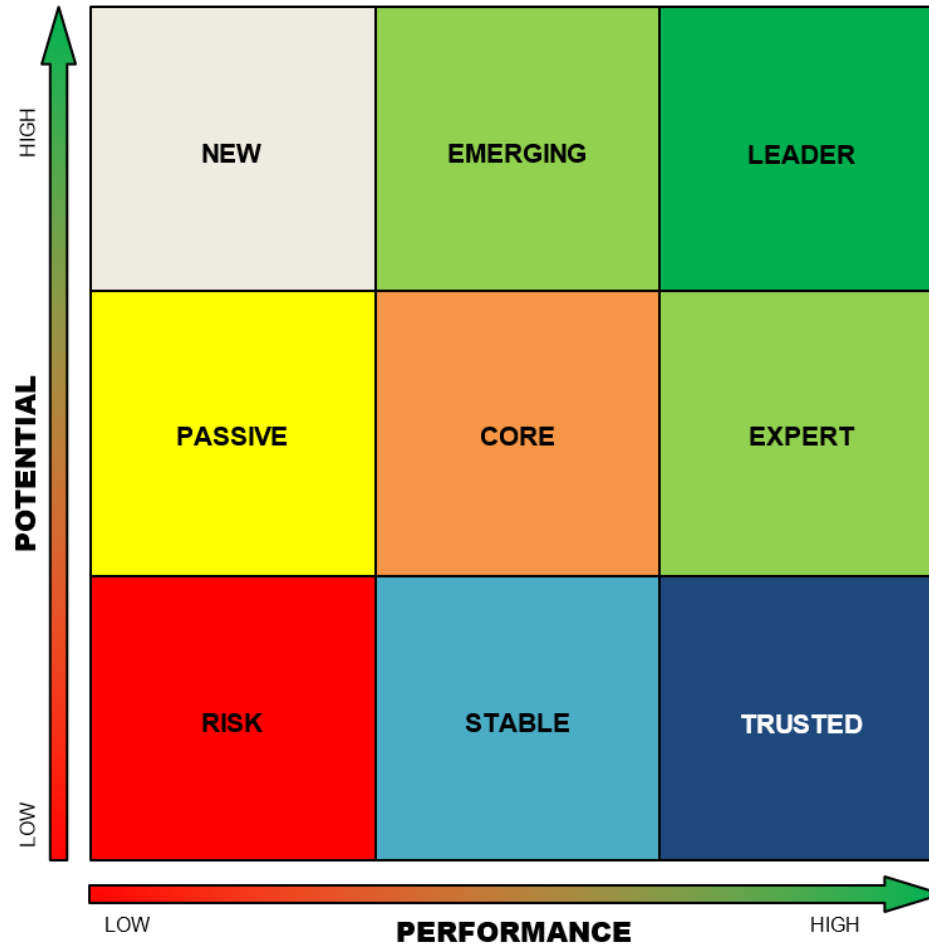 HIGH
NEW
EMERGING
LEADER
POTENTIAL
PASSIVE
CORE
EXPERT
RISK
STABLE
TRUSTED
LOW
LOW
PERFORMANCE
HIGH